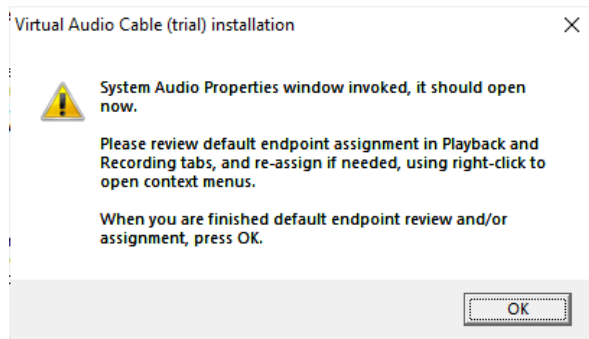 Virtual Audio Cable (trial) installation
System Audio Properties window invoked, it should open
now.
Please review default endpoint assignment in Playback and
Recording tabs, and re-assign if needed, using right-click to
open context menus.
When you are finished default endpoint review and/or
assignment, press OK.
OK